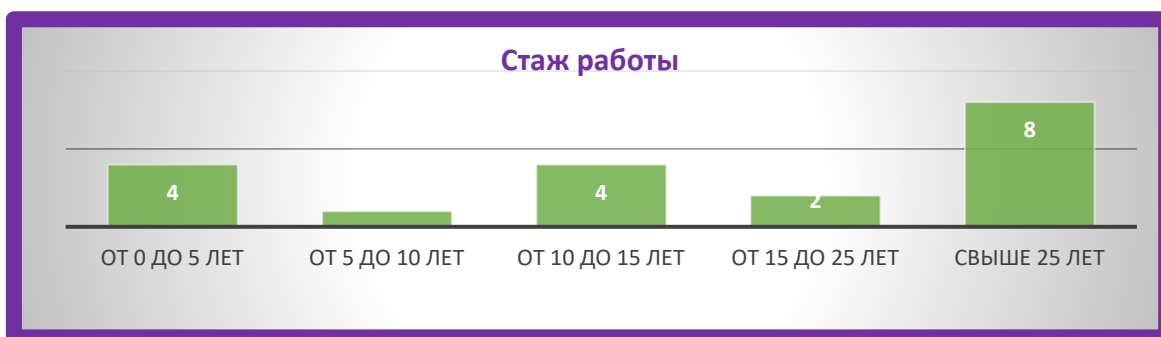 Стаж работы
4
4
2
8
ОТ 0 ДО 5 ЛЕТ
ОТ 5 ДО 10 ЛЕТ
ОТ 10 ДО 15 ЛЕТ
ОТ 15 ДО 25 ЛЕТ
СВЫШЕ 25 ЛЕТ